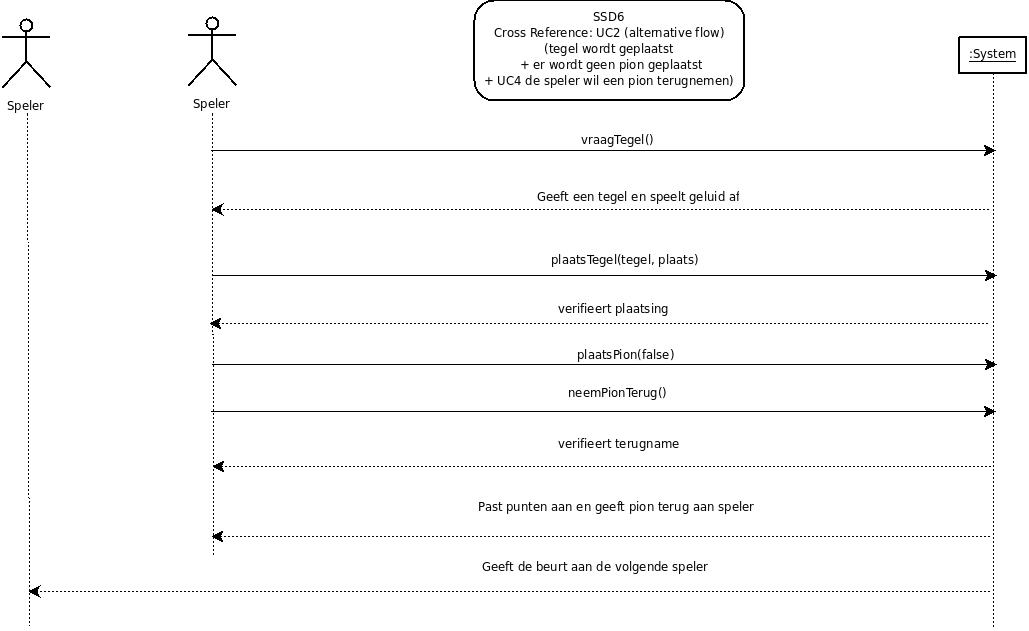 SSD6
Cross Reference: UC2 (alternative flow)
(tegel wordt geplaatst
+ er wordt geen pion geplaatst
+ UC4 de speler wil een pion terugnemen)
:System
Speler
Speler
vraagTegel()
Geeft een tegel en speelt geluid af
plaatsTegel(tegel, plaats)
verifieert plaatsing
plaatsPion(false)
neemPionTerug()
verifieert terugname
Past punten aan en geeft pion terug aan speler
Geeft de beurt aan de volgende speler